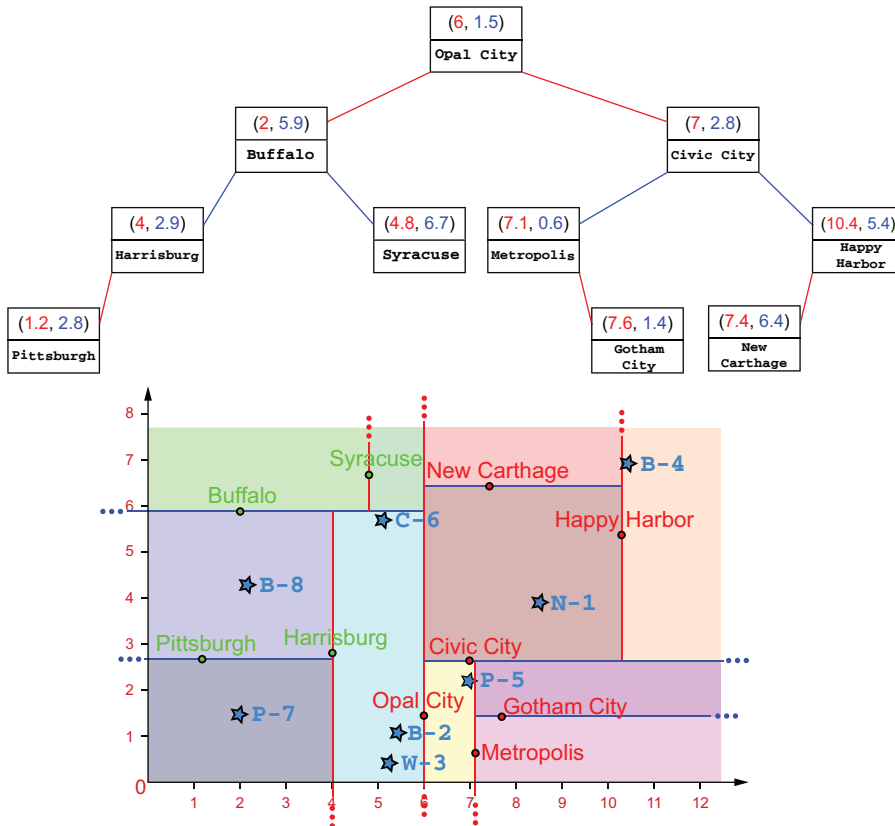 (6, 1.5)
Opal City
(2, 5.9)
Buffalo
(7, 2.8)
Civic City
(4, 2.9)
Harrisburg
(4.8, 6.7)
Syracuse
(7.1, 0.6)
Metropolis
(10.4, 5.4)
Happy
Harbor
(1.2, 2.8)
Pittsburgh
(7.6, 1.4)
Gotham
City
(7.4, 6.4)
New
Carthage
8
7
Syracuse
New Carthage
B-4
6
Buffalo
C-6
Happy Harbor
5
B-8
4
N-1
3
Pittsburgh
Harrisburg
Civic City
2
P-5
Opal City
Gotham City
P-7
1
B-2
W-3
Metropolis
0
1 2 3 4 5 6 7 8 9 10 11 12